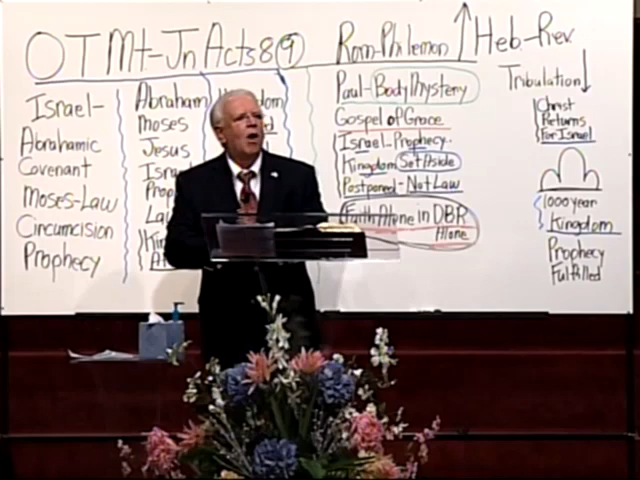 OT Mt-Jn Acts 8 9 Rom-Philemon Heb.-Rev.
Israel-
Abrahamic
Covenant
Moses-Law
Circumcision
Prophecy
Abraham
Moses
Jesus
Paul-Body Mystery
Gospel of Grace
Israel-Prophecy
Kingdom Set Aside
Postponed-Not Law
Faith Alone in DBR
Alone
Tribulation
Christ
Returns
For Israel
1000 year
Kingdom
Prophecy
Fulfilled